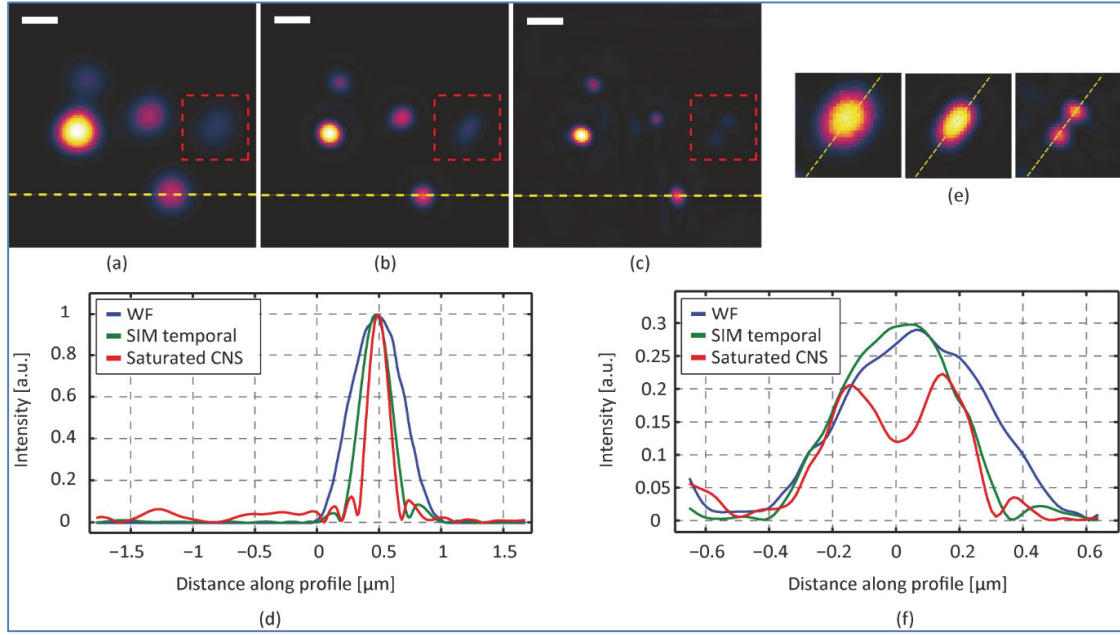 (a)
(b)
(c)
(e)
WF
SIM temporal
Saturated CNS
1
0.8
0.6
0.4
0.2
0
Intensity [a.u.]
−1.5
−1
−0.5
0
0.5
1
1.5
Distance along profile [µm]
(d)
WF
SIM temporal
Saturated CNS
0.3
0.25
0.2
0.15
0.1
0.05
0
Intensity [a.u.]
−0.6
−0.4
−0.2
0
0.2
0.4
0.6
Distance along profile [µm]
(f)